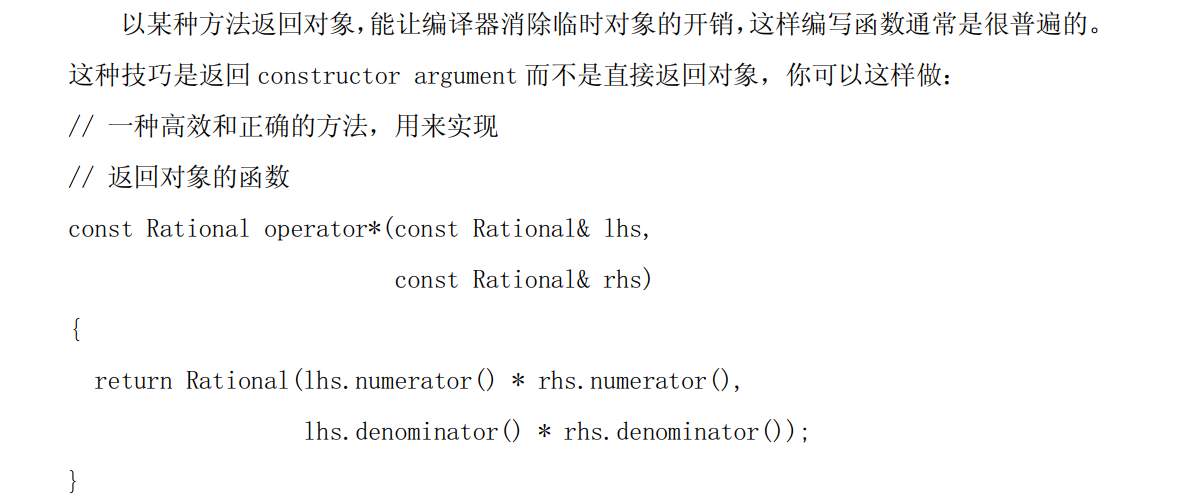 以某种方法返回对象，能让编译器消除临时对象的开销，这样编写函数通常是很普遍的。
这种技巧是返回 constructor argument 而不是直接返回对象，你可以这样做：
// 一种高效和正确的方法，用来实现
// 返回对象的函数
const Rational operator*(const Rational& lhs,
const Rational& rhs)
{
return Rational(lhs.numerator() * rhs.numerator(),
lhs.denominator() * rhs.denominator());
}